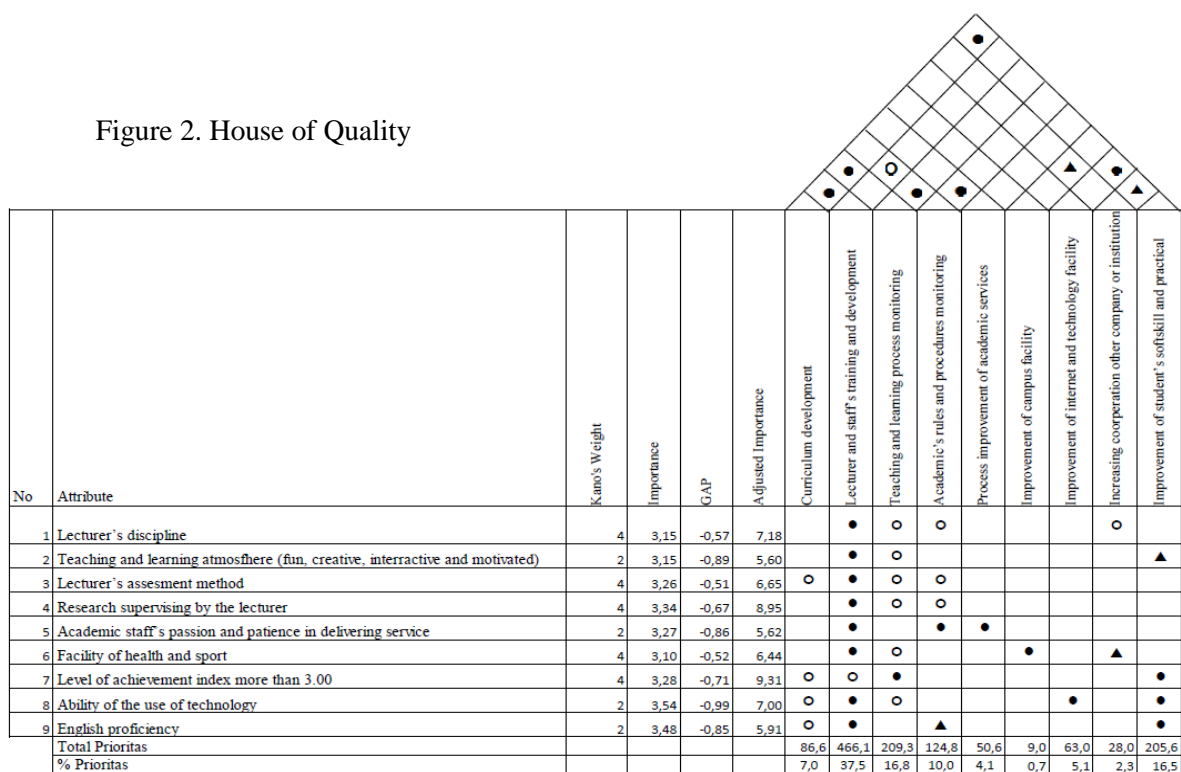 Figure 2. House of Quality
No Attribute Kano's Weight Importance GAP Adjusted Importance Curriculum development Lecturer and staff's training and development Teaching and learning process monitoring Academic's rules and procedures monitoring Process improvement of academic services Improvement of campus facility Improvement of internet and technology facility Increasing coorperation other company or institution Improvement of student's softskill and practical
1 Lecturer's discipline 4 3,15 -0,57 7,18
2 Teaching and learning atmosfhere (fun, creative, interractive and motivated) 2 3,15 -0,89 5,60
3 Lecturer's assesment method 4 3,26 -0,51 6,65
4 Research supervising by the lecturer 4 3,34 -0,67 8,95
5 Academic staff's passion and patience in delivering service 2 3,27 -0,86 5,62
6 Facility of health and sport 4 3,10 -0,52 6,44
7 Level of achievement index more than 3.00 4 3,28 -0,71 9,31
8 Ability of the use of technology 2 3,54 -0,99 7,00
9 English proficiency 2 3,48 -0,85 5,91
Total Prioritas 86,6 466,1 209,3 124,8 50,6 9,0 63,0 28,0 205,6
% Prioritas 7,0 37,5 16,8 10,0 4,1 0,7 5,1 2,3 16,5